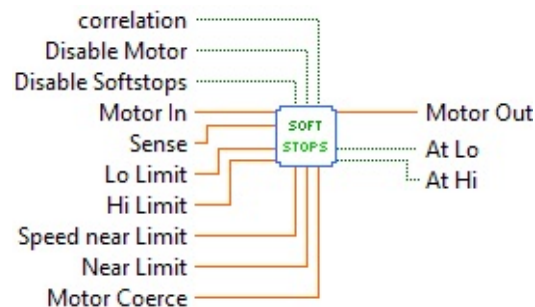 correlation
Disable Motor
Disable Softstops
Motor In
Sense
Lo Limit
Hi Limit
Speed near Limit
Near Limit
Motor Coerce
SOFT
STOPS
Motor Out
At Lo
At Hi